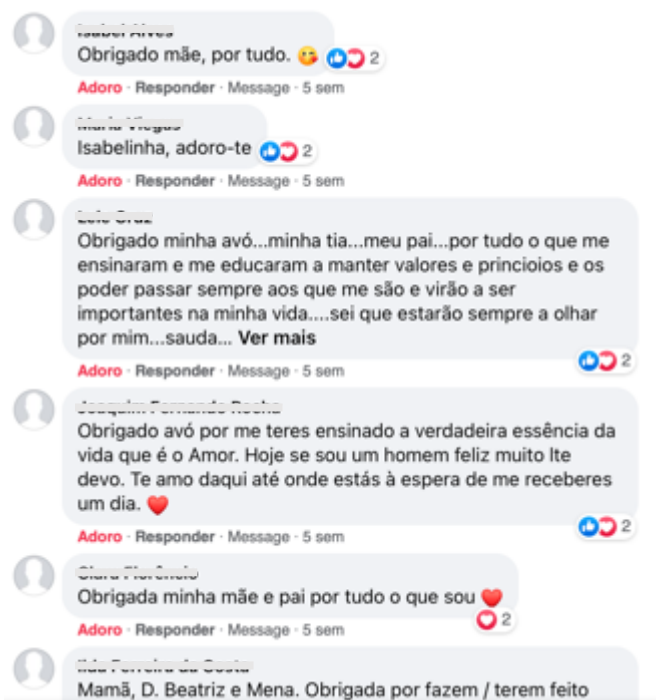 Obrigado mãe, por tudo. 😘 2
Adoro · Responder · Message · 5 sem
Isabelinha, adoro-te 2
Adoro · Responder · Message · 5 sem
Obrigado minha avó...minha tia...meu pai...por tudo o que me
ensinaram e me educaram a manter valores e princioios e os
poder passar sempre aos que me são e virão a ser
importantes na minha vida....sei que estarão sempre a olhar
por mim...sauda... Ver mais
2
Adoro · Responder · Message · 5 sem
Obrigado avó por me teres ensinado a verdadeira essência da
vida que é o Amor. Hoje se sou um homem feliz muito lte
devo. Te amo daqui até onde estás à espera de me receberes
um dia. ❤️
2
Adoro · Responder · Message · 5 sem
Obrigada minha mãe e pai por tudo o que sou ❤️
2
Adoro · Responder · Message · 5 sem
Mamã, D. Beatriz e Mena. Obrigada por fazem / terem feito